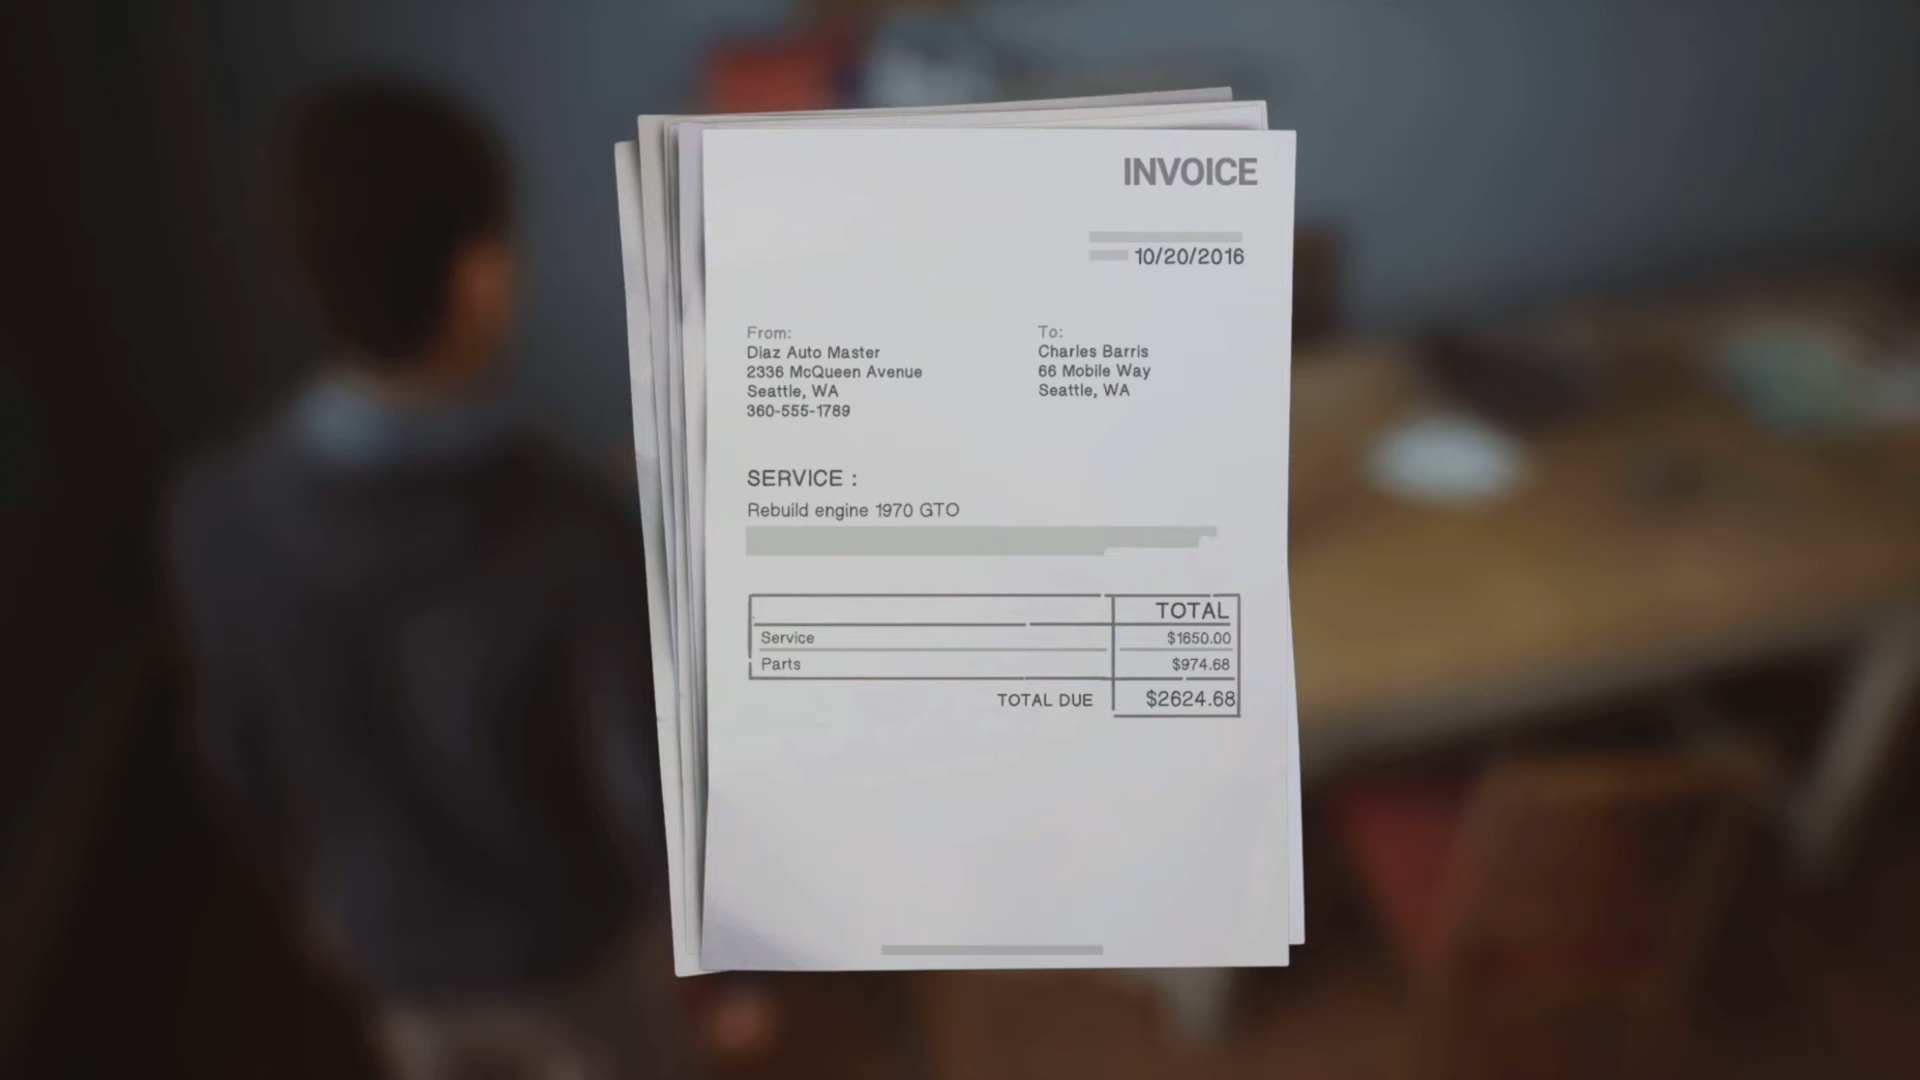 INVOICE
10/20/2016
From:
Diaz Auto Master
2336 McQueen Avenue
Seattle, WA
360-555-1789
To:
Charles Barris
66 Mobile Way
Seattle, WA
SERVICE :
Rebuild engine 1970 GTO
TOTAL
Service $1650.00
Parts $974.68
TOTAL DUE $2624.68